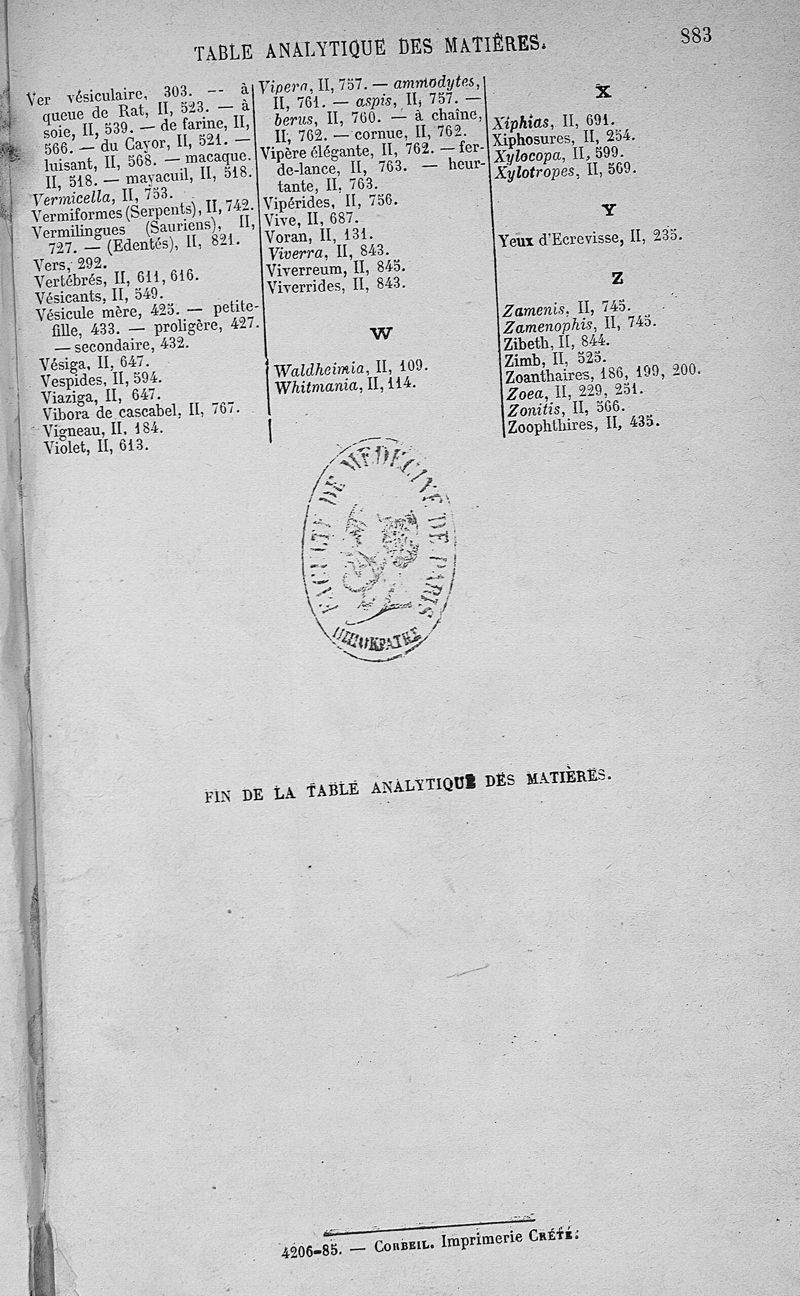 TABLE ANALYTIQUE DES MATIÈRES.
883
Ver vésiculaire, 303. — à
queue de Rat, II, 523. — à
soie, II, 539. — de farine, II,
566. — du Cayor, II, 521. —
luisant, II, 568. — macaque.
II, 518. — mayacuil, II, 518.
Vermicella, II, 753.
Vermiformes (Serpents), II, 742.
Vermilingues (Sauriens), II,
727. — (Edentés), II, 821.
Vers, 292.
Vertébrés, II, 611, 616.
Vésicants, II, 549.
Vésicule mère, 425. — petite-
fille, 433. — proligère, 427.
— secondaire, 432.
Vésiga, II, 647.
Vespides, II, 594.
Viaziga, II, 647.
Vibora de cascabel, II, 767.
Vigneau, II, 184.
Violet, II, 613.
Vipera, II, 757. — ammodytes,
II, 761. — aspis, II, 757. —
berus, II, 760. — à chaîne,
II, 762. — cornue, II, 762.
Vipère élégante, II, 762. — fer-
de-lance, II, 763. — heur-
tante, II, 763.
Vipérides, II, 756.
Vive, II, 687.
Voran, II, 131.
Viverra, II, 843.
Viverreum, II, 845.
Viverrides, II, 843.
W
Waldheimia, II, 109.
Whitmania, II, 114.
X
Xiphias, II, 691.
Xiphosures, II, 254.
Xylocopa, II, 599.
Xylotropes, II, 569.
Y
Yeux d'Ecrevisse, II, 235.
Z
Zamenis, II, 745.
Zamenophis, II, 745.
Zibeth, II, 844.
Zimb, II, 525.
Zoanthaires, 186, 199, 200.
Zoea, II, 229, 251.
Zonitis, II, 566.
Zoophthires, II, 435.
FACULTÉ DE MÉDECINE DE PARIS
FIN DE LA TABLE ANALYTIQUE DES MATIÈRES.
4206-85. — CORBEIL. Imprimerie CRÉTÉ.